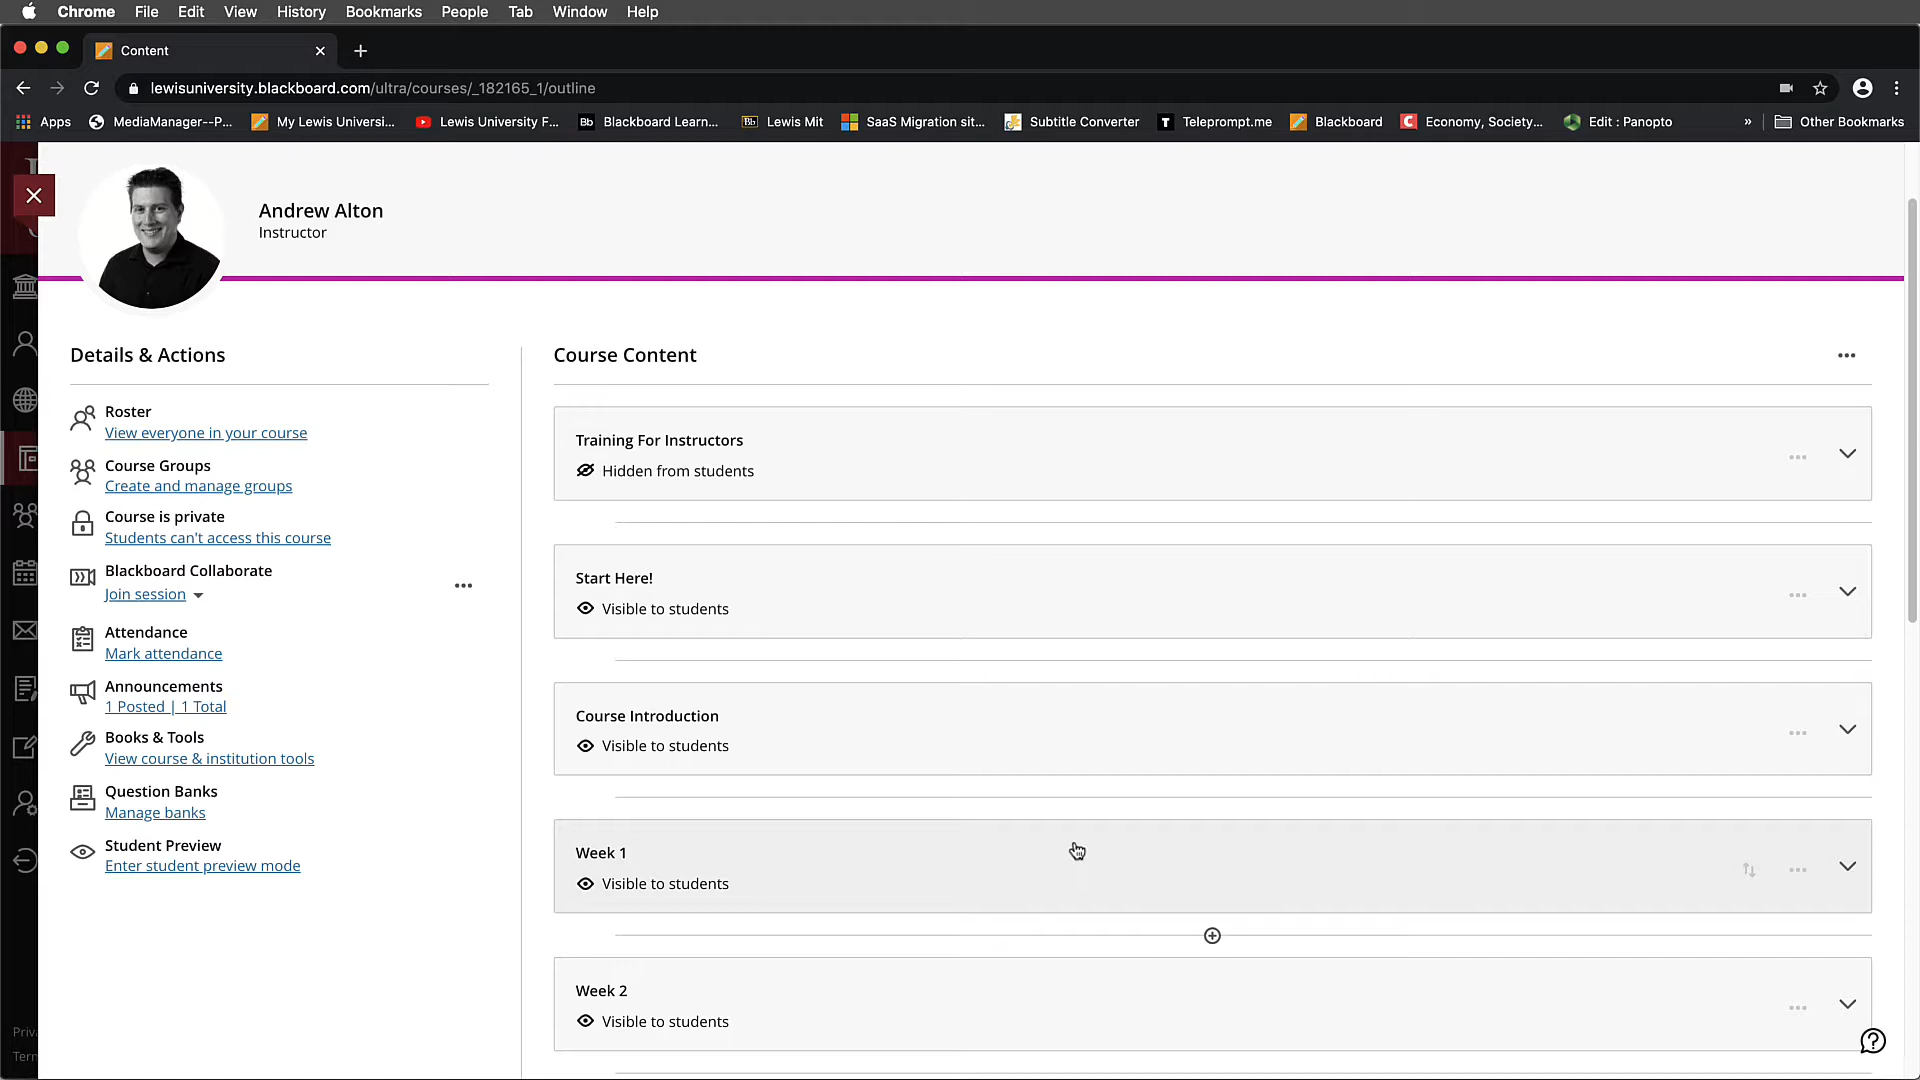 Chrome File Edit View History Bookmarks People Tab Window Help
Content
lewisuniversity.blackboard.com/ultra/courses/_182165_1/outline
Apps MediaManager--P... My Lewis Universi... Lewis University F... Blackboard Learn... Lewis Mit SaaS Migration sit... Subtitle Converter Teleprompt.me Blackboard Economy, Society... Edit : Panopto » Other Bookmarks
Andrew Alton
Instructor
Details & Actions
Roster
View everyone in your course
Course Groups
Create and manage groups
Course is private
Students can't access this course
Blackboard Collaborate
Join session
Attendance
Mark attendance
Announcements
1 Posted | 1 Total
Books & Tools
View course & institution tools
Question Banks
Manage banks
Student Preview
Enter student preview mode
Priva
Term
Course Content
Training For Instructors
Hidden from students
Start Here!
Visible to students
Course Introduction
Visible to students
Week 1
Visible to students
Week 2
Visible to students